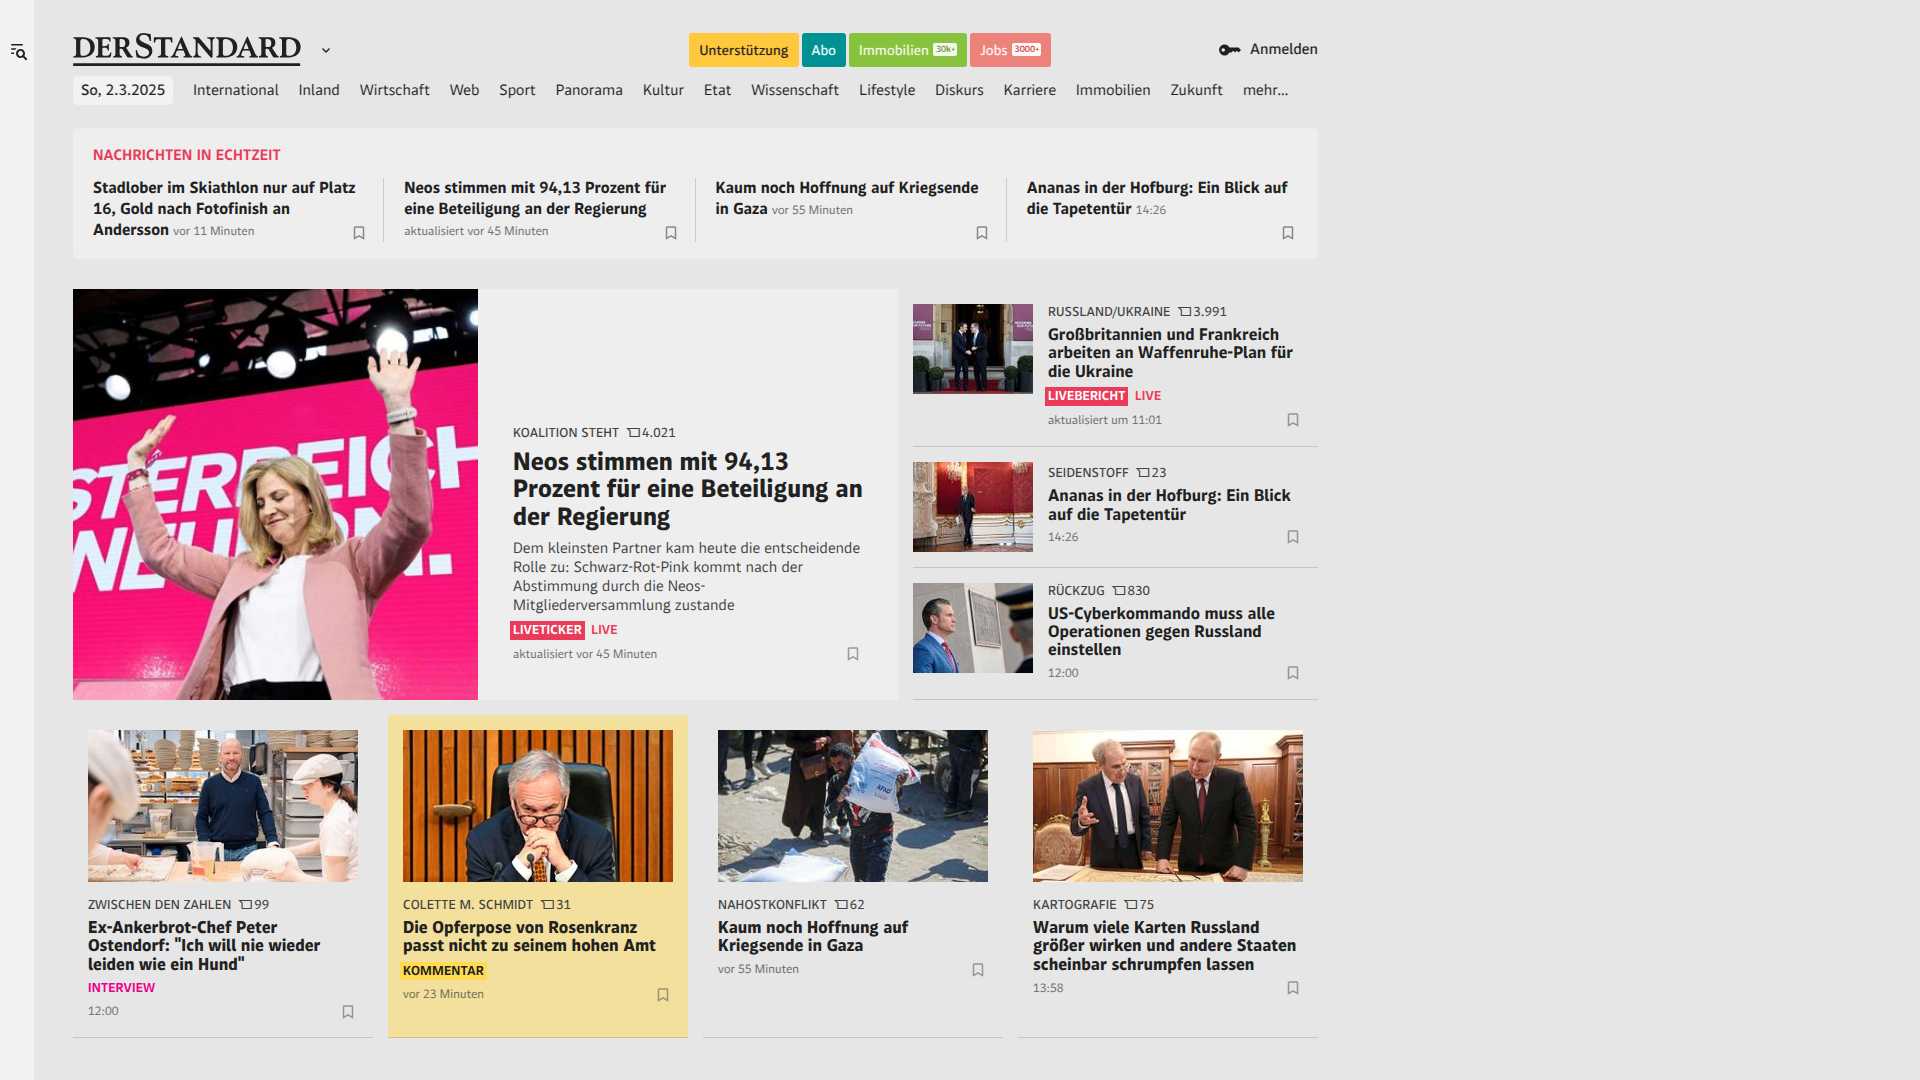 DERSTANDARD
Unterstützung
Abo
Immobilien 30k+
Jobs 3000+
Anmelden
So, 2.3.2025
International
Inland
Wirtschaft
Web
Sport
Panorama
Kultur
Etat
Wissenschaft
Lifestyle
Diskurs
Karriere
Immobilien
Zukunft
mehr...
NACHRICHTEN IN ECHTZEIT
Stadlober im Skiathlon nur auf Platz
16, Gold nach Fotofinish an
Andersson vor 11 Minuten
Neos stimmen mit 94,13 Prozent für
eine Beteiligung an der Regierung
aktualisiert vor 45 Minuten
Kaum noch Hoffnung auf Kriegsende
in Gaza vor 55 Minuten
Ananas in der Hofburg: Ein Blick auf
die Tapetentür 14:26
STERREICH
NEU
N.
KOALITION STEHT 4.021
Neos stimmen mit 94,13
Prozent für eine Beteiligung an
der Regierung
Dem kleinsten Partner kam heute die entscheidende
Rolle zu: Schwarz-Rot-Pink kommt nach der
Abstimmung durch die Neos-
Mitgliederversammlung zustande
LIVETICKER LIVE
aktualisiert vor 45 Minuten
RUSSLAND/UKRAINE 3.991
Großbritannien und Frankreich
arbeiten an Waffenruhe-Plan für
die Ukraine
LIVEBERICHT LIVE
aktualisiert um 11:01
SEIDENSTOFF 23
Ananas in der Hofburg: Ein Blick
auf die Tapetentür
14:26
RÜCKZUG 830
US-Cyberkommando muss alle
Operationen gegen Russland
einstellen
12:00
ZWISCHEN DEN ZAHLEN 99
Ex-Ankerbrot-Chef Peter
Ostendorf: "Ich will nie wieder
leiden wie ein Hund"
INTERVIEW
12:00
COLETTE M. SCHMIDT 31
Die Opferpose von Rosenkranz
passt nicht zu seinem hohen Amt
KOMMENTAR
vor 23 Minuten
AFAD
NAHOSTKONFLIKT 62
Kaum noch Hoffnung auf
Kriegsende in Gaza
vor 55 Minuten
KARTOGRAFIE 75
Warum viele Karten Russland
größer wirken und andere Staaten
scheinbar schrumpfen lassen
13:58